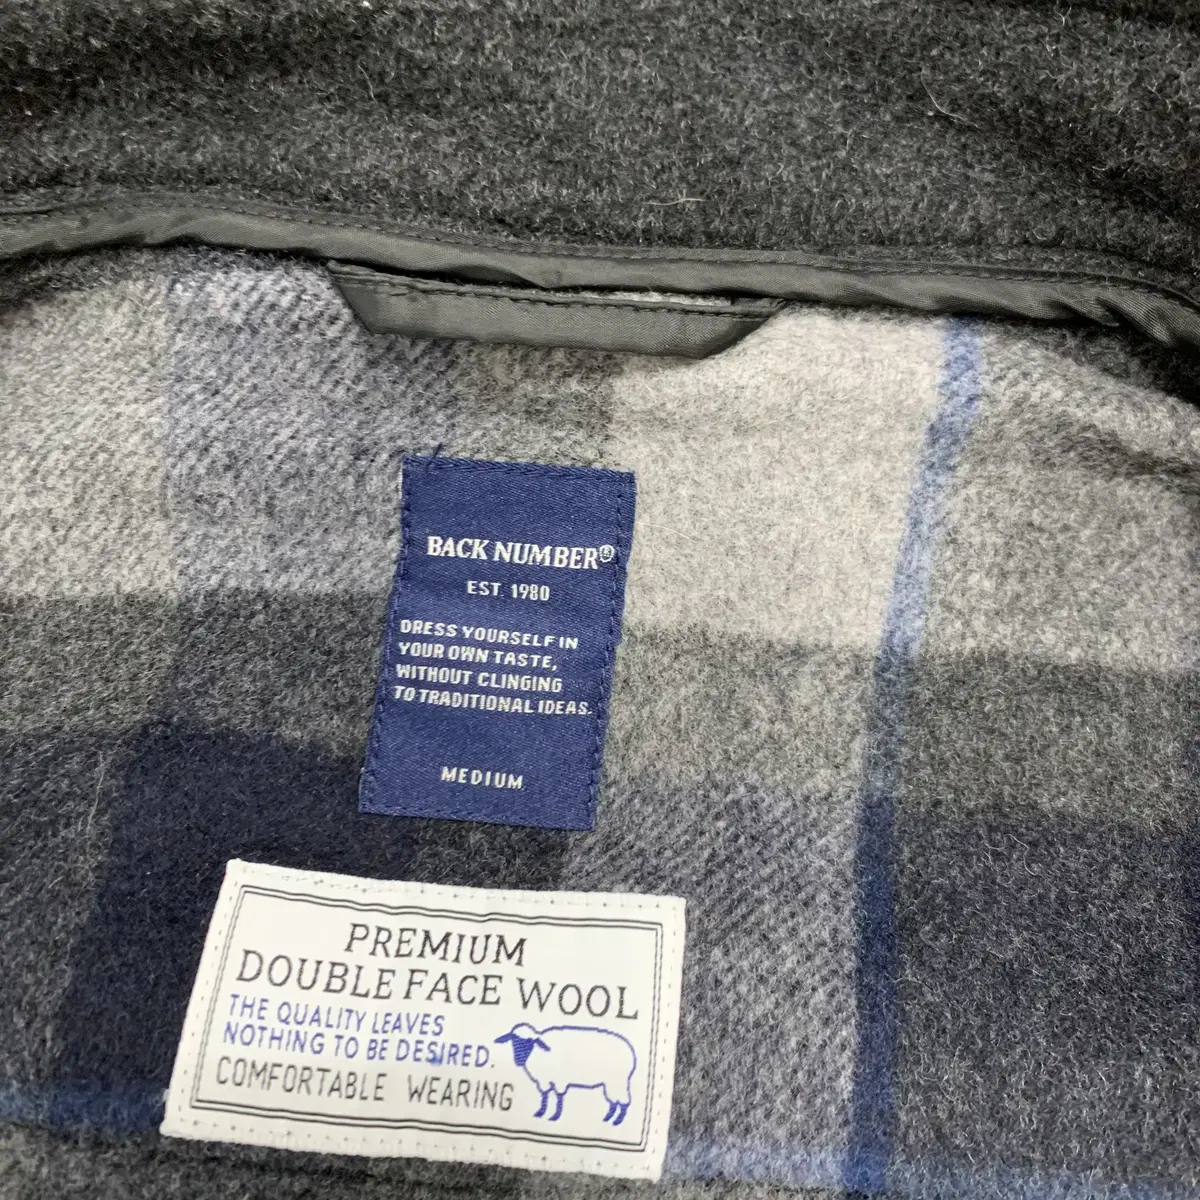 BACK NUMBER®
EST. 1980
DRESS YOURSELF IN
YOUR OWN TASTE,
WITHOUT CLINGING
TO TRADITIONAL IDEAS.
MEDIUM
PREMIUM
DOUBLE FACE WOOL
THE QUALITY LEAVES
NOTHING TO BE DESIRED.
COMFORTABLE WEARING